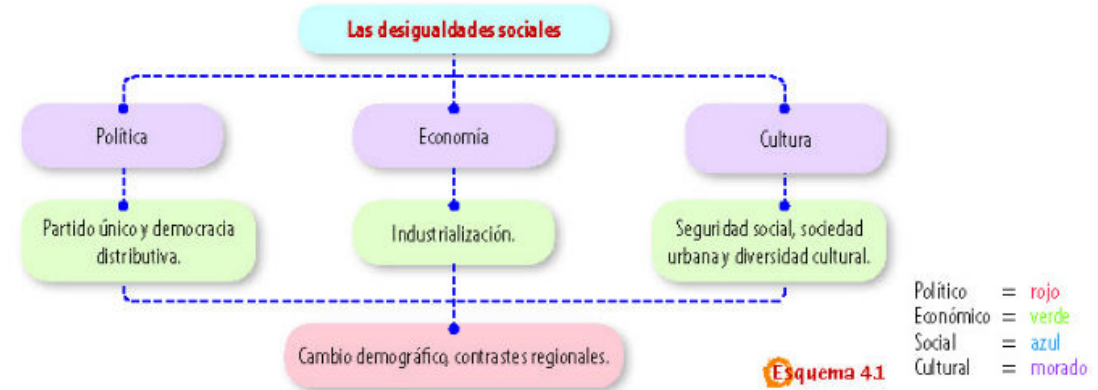 Las desigualdades sociales
Política
Economía
Cultura
Partido único y democracia
distributiva.
Industrialización.
Seguridad social, sociedad
urbana y diversidad cultural.
Cambio demográfico, contrastes regionales.
Esquema 4.1
Político = rojo
Económico = verde
Social = azul
Cultural = morado